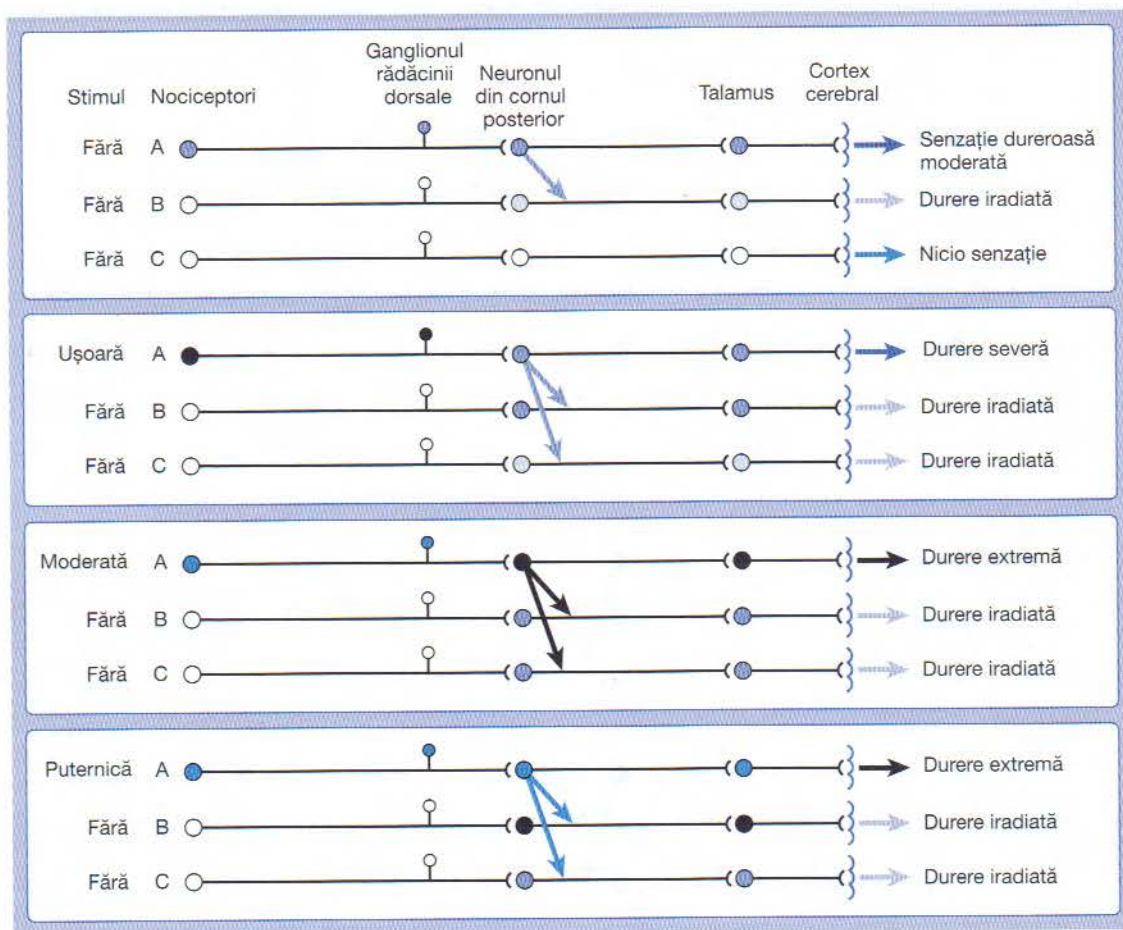 Stimul Nociceptori Ganglionul rădăcinii dorsale Neuronul din cornul posterior Talamus Cortex cerebral
Fără A Senzație dureroasă moderată
Fără B Durere iradiată
Fără C Nicio senzație
Ușoară A Durere severă
Fără B Durere iradiată
Fără C Durere iradiată
Moderată A Durere extremă
Fără B Durere iradiată
Fără C Durere iradiată
Puternică A Durere extremă
Fără B Durere iradiată
Fără C Durere iradiată